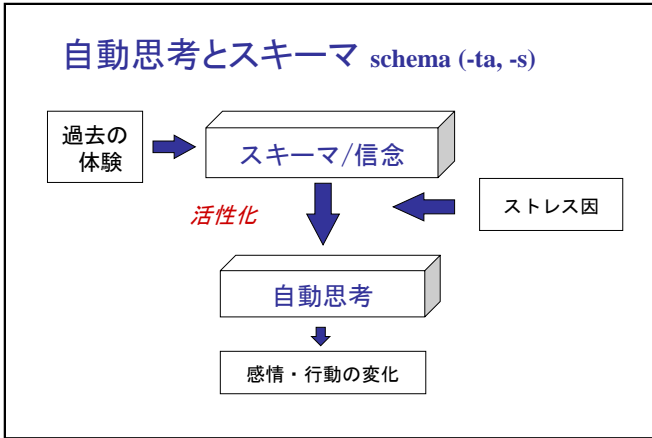 自動思考とスキーマ schema (-ta, -s)
過去の
体験
スキーマ/信念
活性化
ストレス因
自動思考
感情・行動の変化